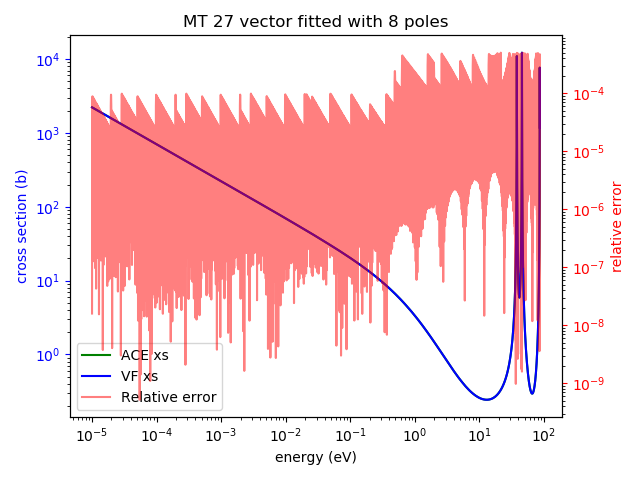 MT 27 vector fitted with 8 poles
cross section (b)
10⁴
10³
10²
10¹
10⁰
10⁻⁴
10⁻⁵
10⁻⁶
10⁻⁷
10⁻⁸
10⁻⁹
relative error
ACE xs
VF xs
Relative error
10⁻⁵ 10⁻⁴ 10⁻³ 10⁻² 10⁻¹ 10⁰ 10¹ 10²
energy (eV)